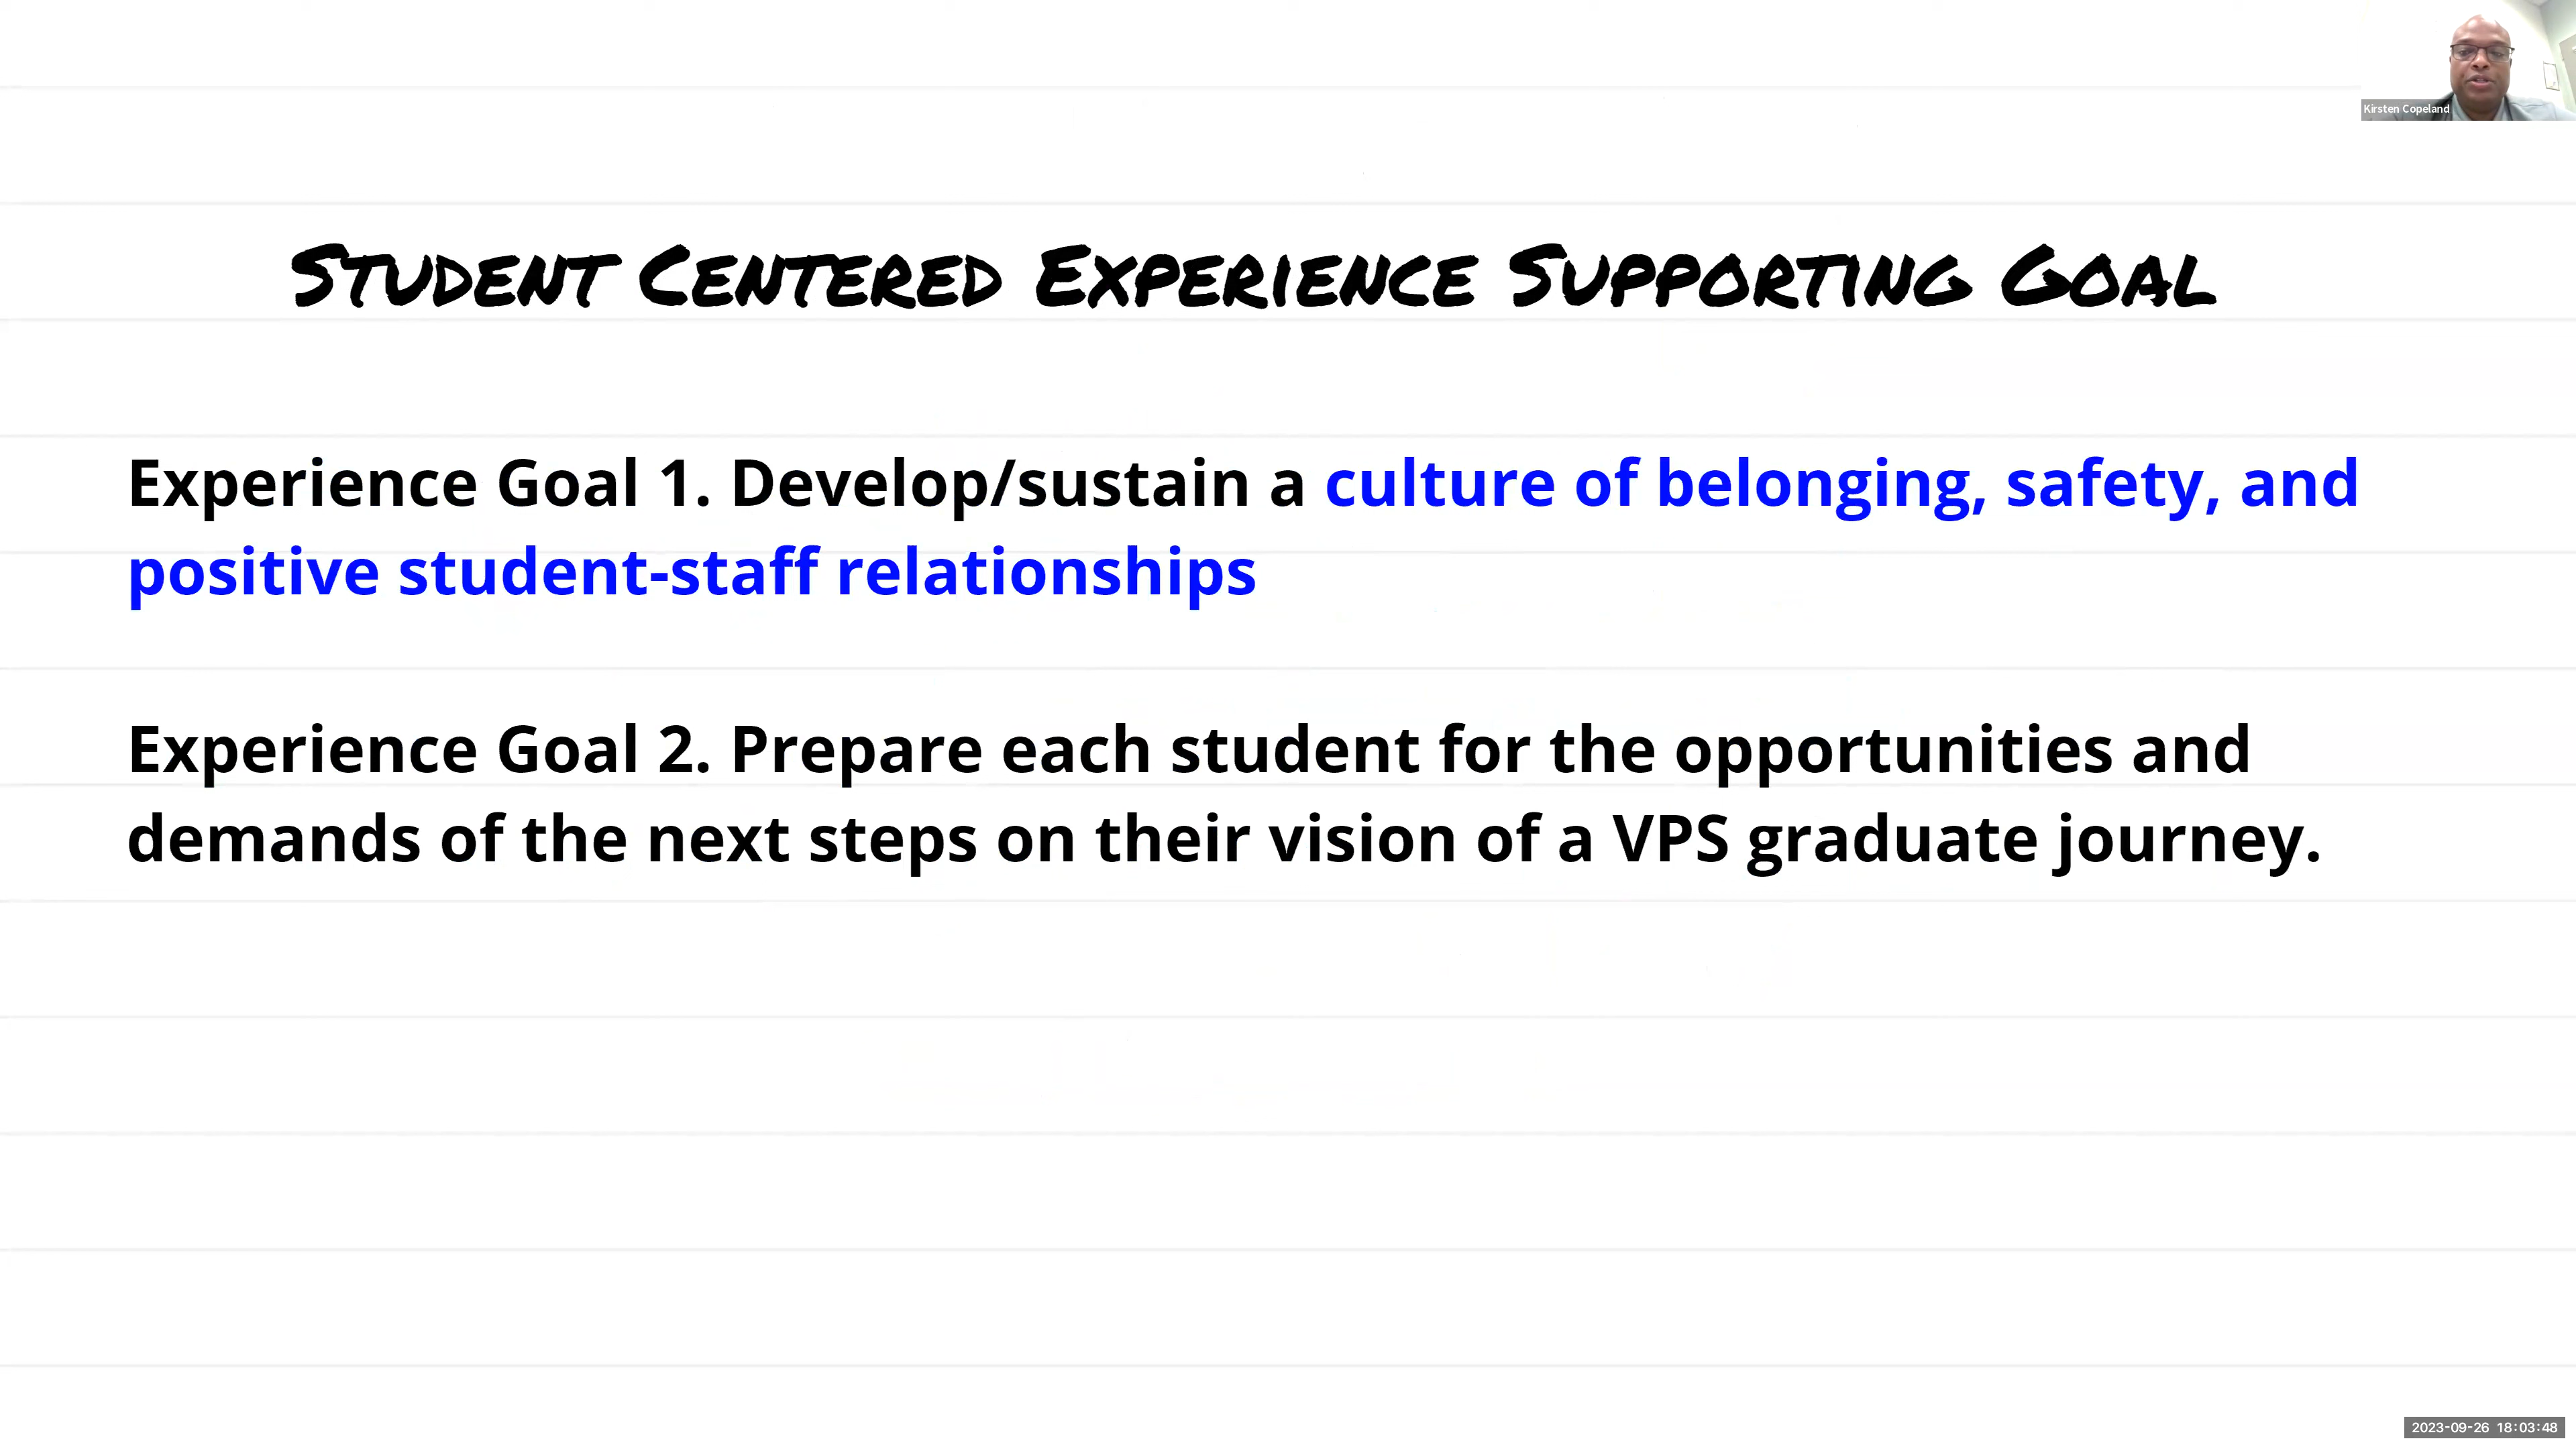 Kirsten Copeland
STUDENT CENTERED EXPERIENCE SUPPORTING GOAL
Experience Goal 1. Develop/sustain a culture of belonging, safety, and
positive student-staff relationships
Experience Goal 2. Prepare each student for the opportunities and
demands of the next steps on their vision of a VPS graduate journey.
2023-09-26 18:03:48